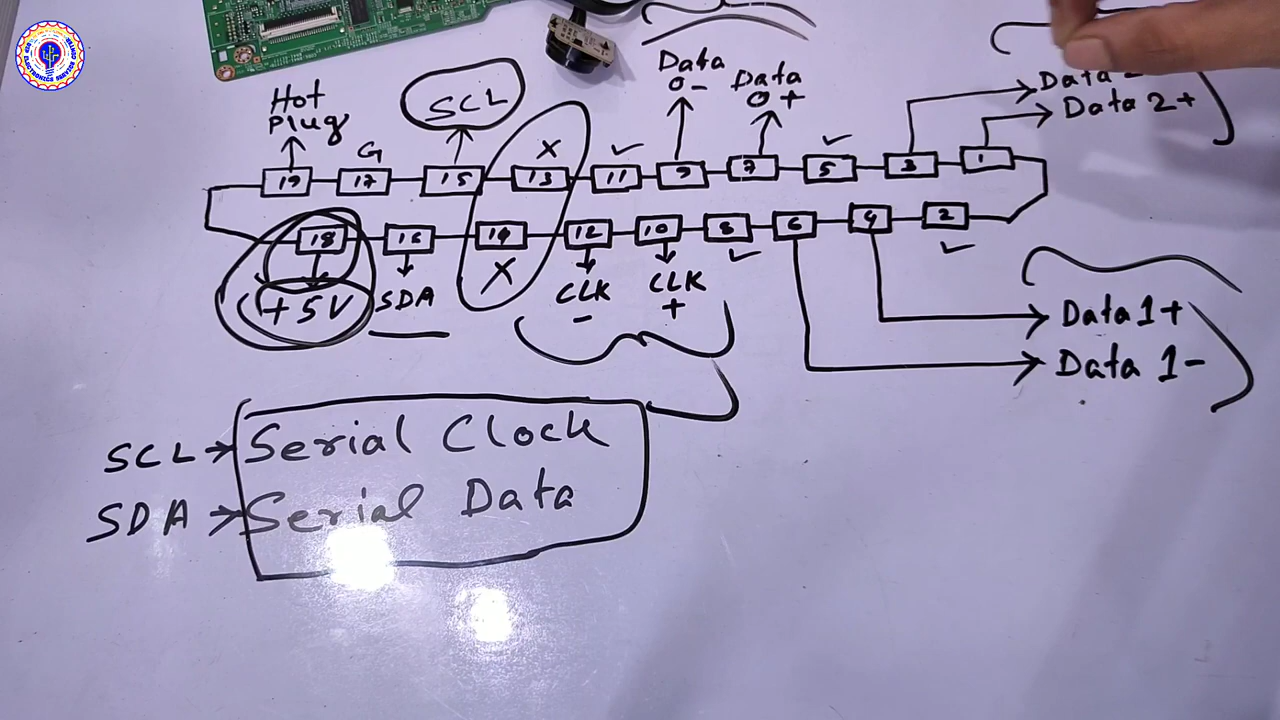 Data 0- Data 0+
Hot Plug SCL
Data 2+
G X
19 17 15 13 11 9 7 5 3 1
18 16 14 12 10 8 6 4 2
+5V SDA X CLK - CLK +
Data 1+
Data 1-
SCL → Serial Clock
SDA → Serial Data